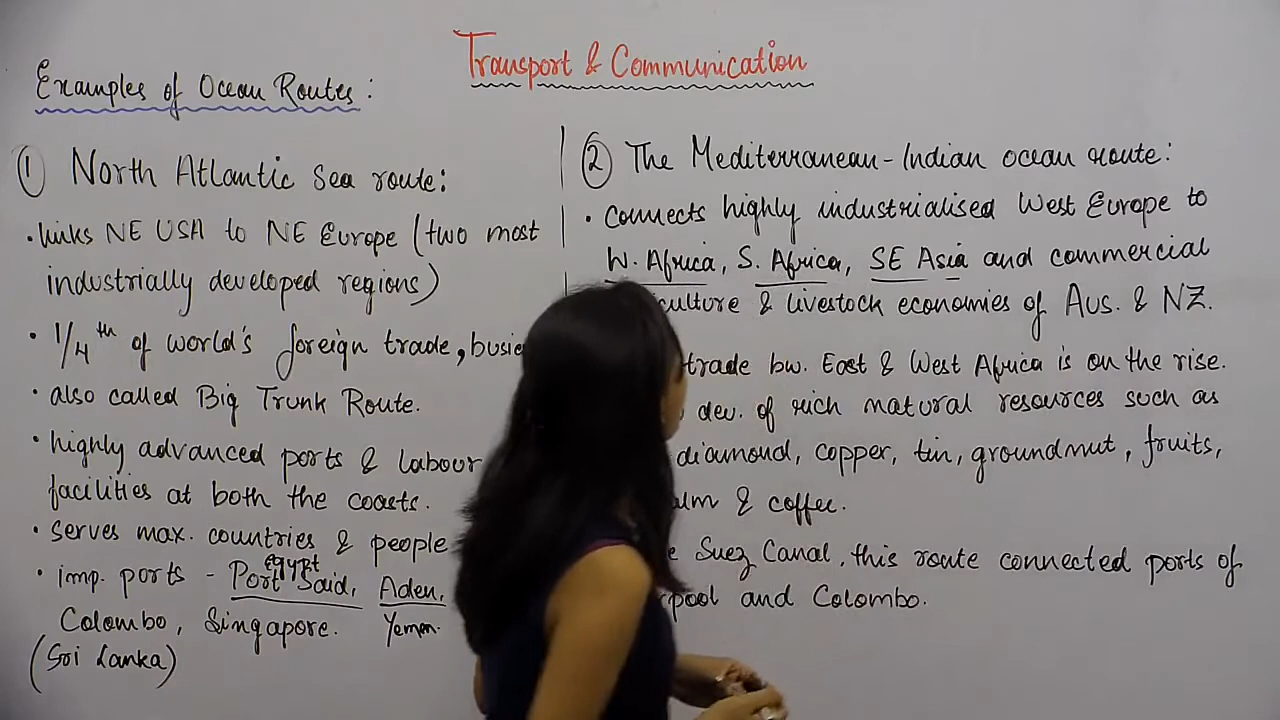 Transport & Communication
Examples of Ocean Routes:
① North Atlantic Sea route:
• links NE USA to NE Europe (two most
industrially developed regions)
• 1/4th of world's foreign trade, busie
• also called Big Trunk Route.
• highly advanced ports & labour
facilities at both the coasts.
• serves max. countries & people
• imp. ports - Port Said, Aden,
Egypt
Colombo, Singapore. Yemen.
(Sri Lanka)
② The Mediterranean-Indian ocean route:
• connects highly industrialised West Europe to
W. Africa, S. Africa, SE Asia and commercial
culture & livestock economies of Aus. & NZ.
trade bw. East & West Africa is on the rise.
dev. of rich natural resources such as
diamond, copper, tin, groundnut, fruits,
alm & coffee.
e Suez Canal, this route connected ports of
pool and Colombo.